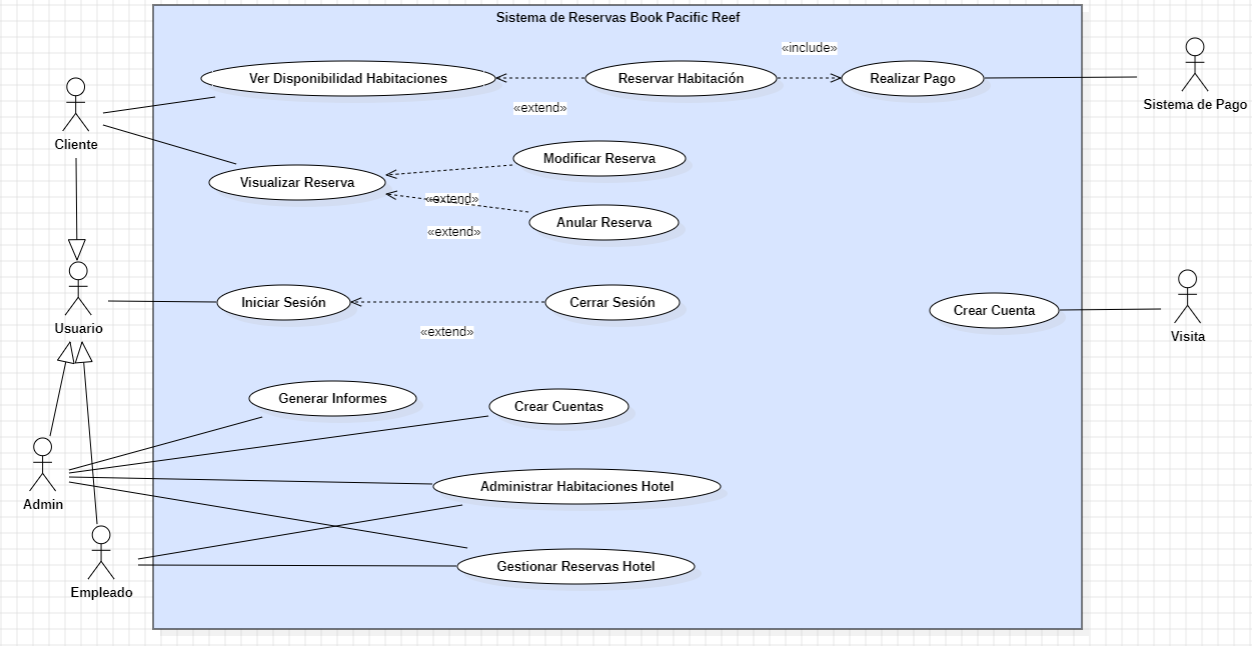 Sistema de Reservas Book Pacific Reef
«include»
Ver Disponibilidad Habitaciones
Reservar Habitación
Realizar Pago
Sistema de Pago
«extend»
Cliente
Modificar Reserva
Visualizar Reserva
«extend»
Anular Reserva
«extend»
Iniciar Sesión
Cerrar Sesión
Crear Cuenta
Usuario
«extend»
Visita
Generar Informes
Crear Cuentas
Administrar Habitaciones Hotel
Admin
Gestionar Reservas Hotel
Empleado